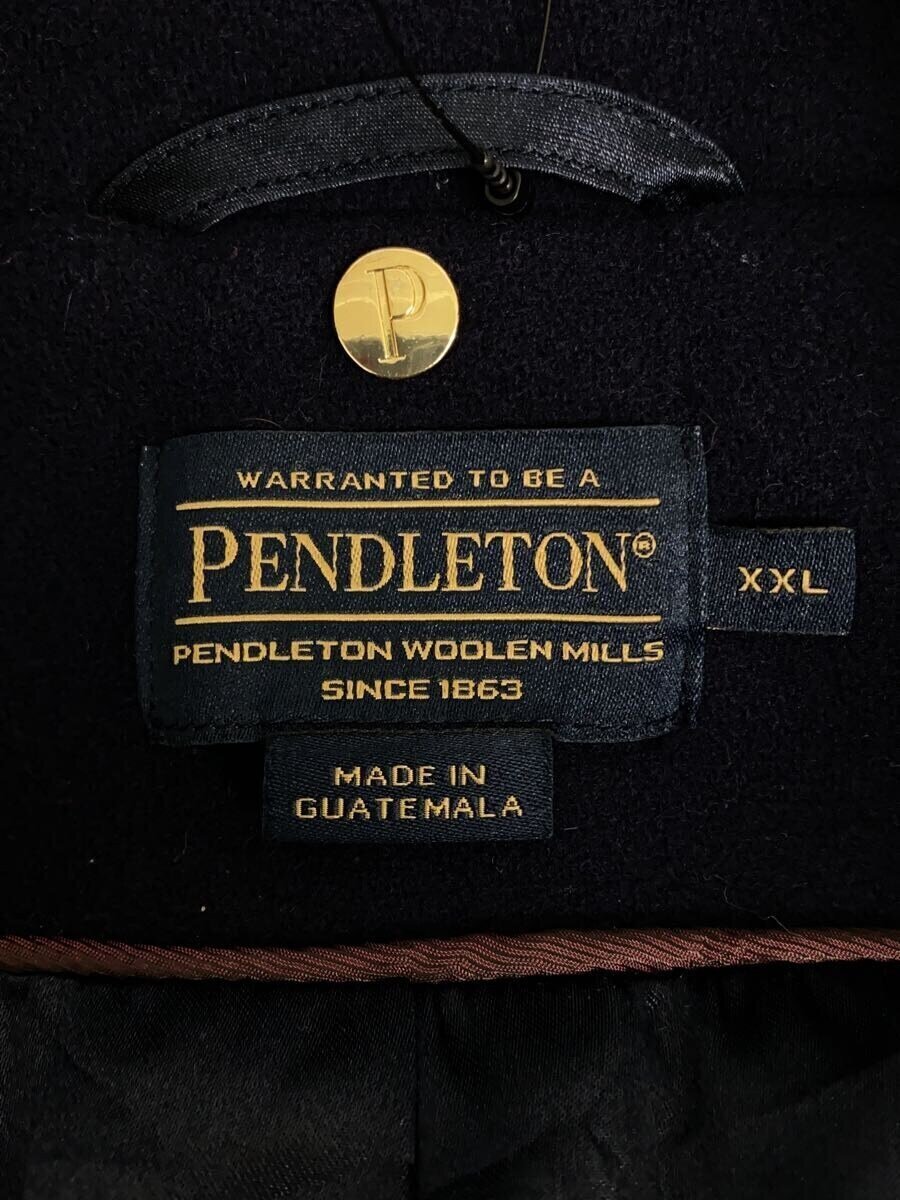 P
WARRANTED TO BE A
PENDLETON®
XXL
PENDLETON WOOLEN MILLS
SINCE 1863
MADE IN
GUATEMALA